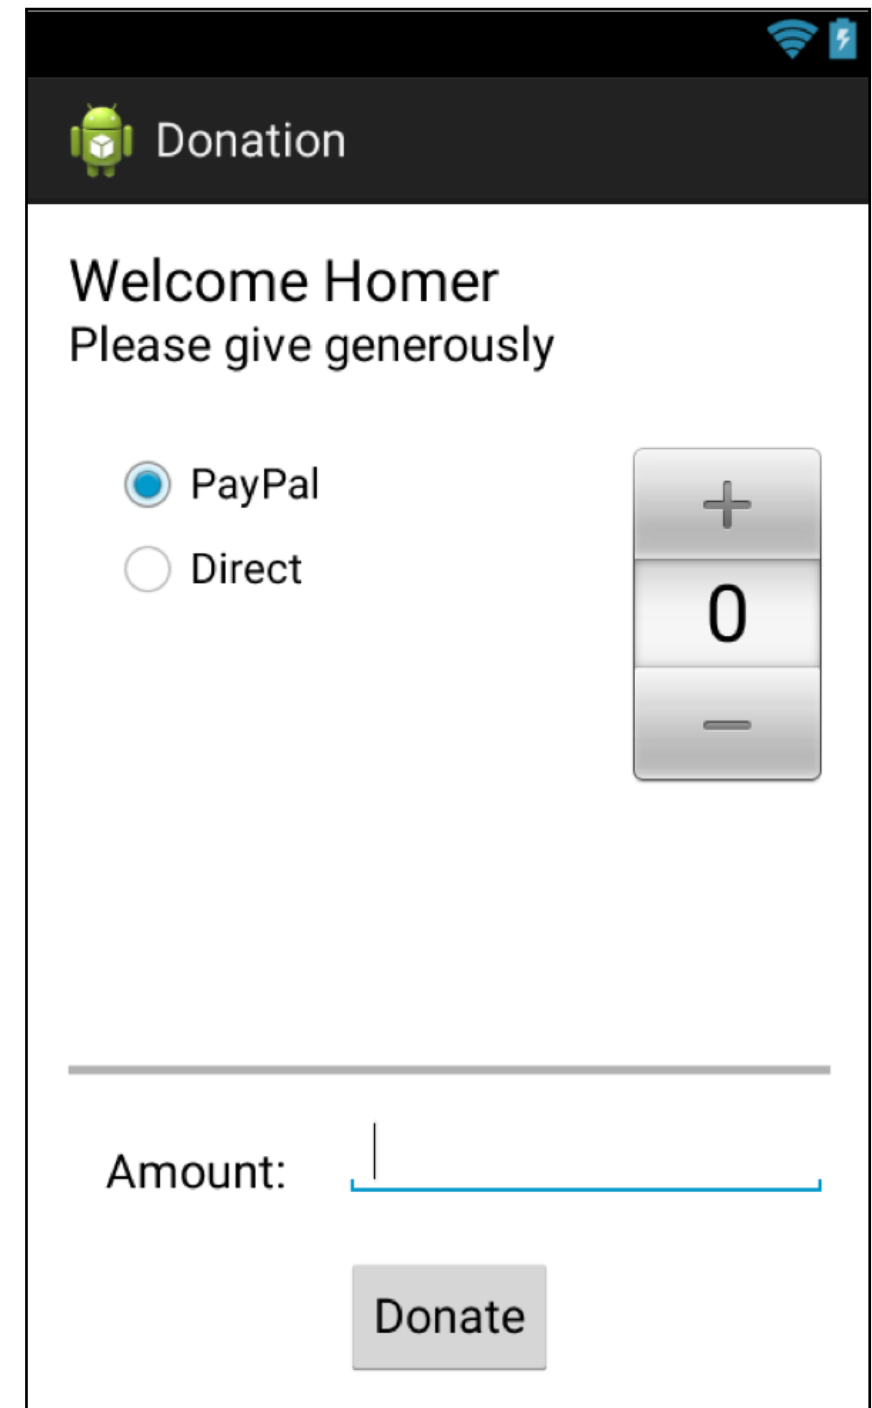 Donation
Welcome Homer
Please give generously
PayPal
+
Direct
0
−
Amount:
Donate